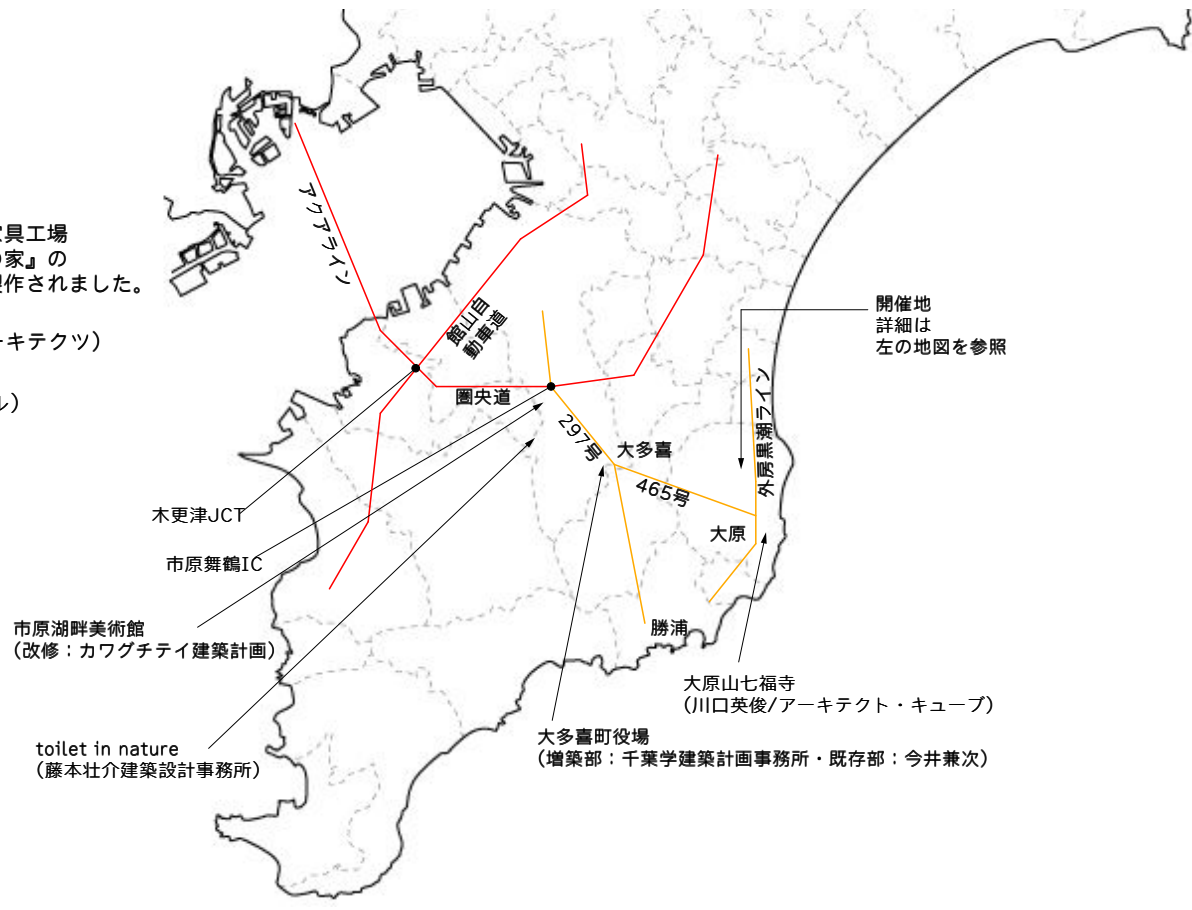 具工場
家』の
製作されました。
ーキテクツ）
ル）
アクアライン
館山自
動車道
圏央道
297号
大多喜
465号
外房黒潮ライン
大原
勝浦
開催地
詳細は
左の地図を参照
木更津JCT
市原舞鶴IC
市原湖畔美術館
（改修：カワグチテイ建築計画）
toilet in nature
（藤本壮介建築設計事務所）
大多喜町役場
（増築部：千葉学建築計画事務所・既存部：今井兼次）
大原山七福寺
（川口英俊/アーキテクト・キューブ）